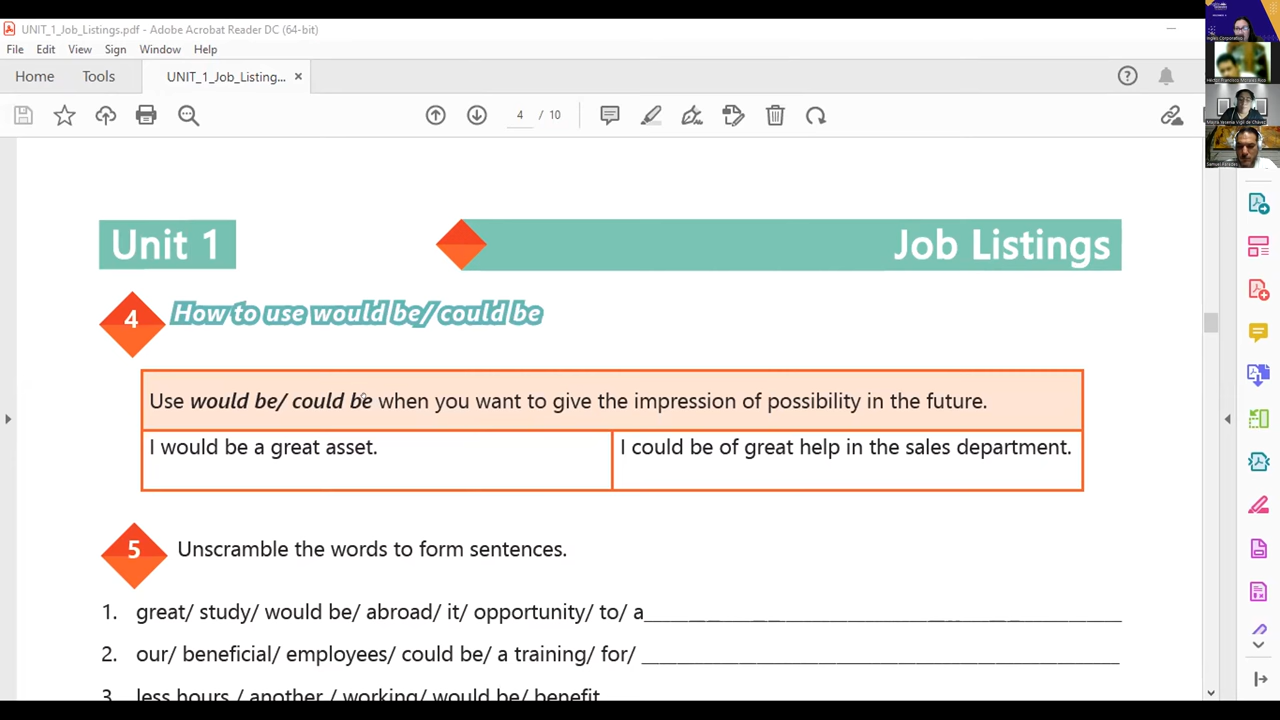 UNIT_1_Job_Listings.pdf - Adobe Acrobat Reader DC (64-bit)
File Edit View Sign Window Help
Home Tools UNIT_1_Job_Listing... ×
4 / 10
Unit 1
Job Listings
4 How to use would be/ could be
Use would be/ could be when you want to give the impression of possibility in the future.
I would be a great asset.
I could be of great help in the sales department.
5 Unscramble the words to form sentences.
1. great/ study/ would be/ abroad/ it/ opportunity/ to/ a____________________
2. our/ beneficial/ employees/ could be/ a training/ for/ ____________________
3. less hours / another / working/ would be/ benefit